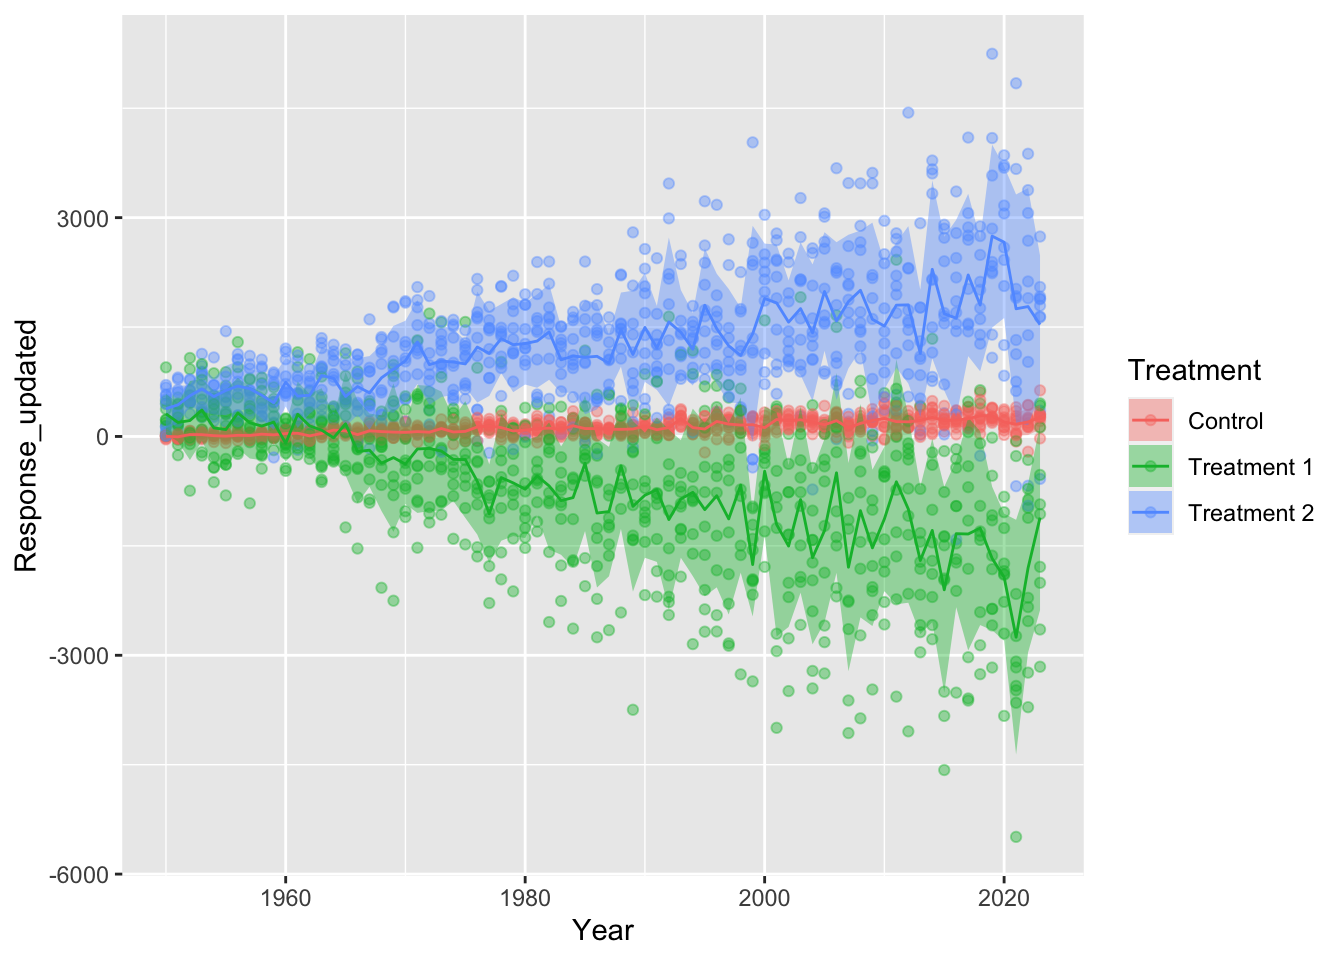 Response_updated
3000
0
-3000
-6000
1960
1980
2000
2020
Year
Treatment
Control
Treatment 1
Treatment 2